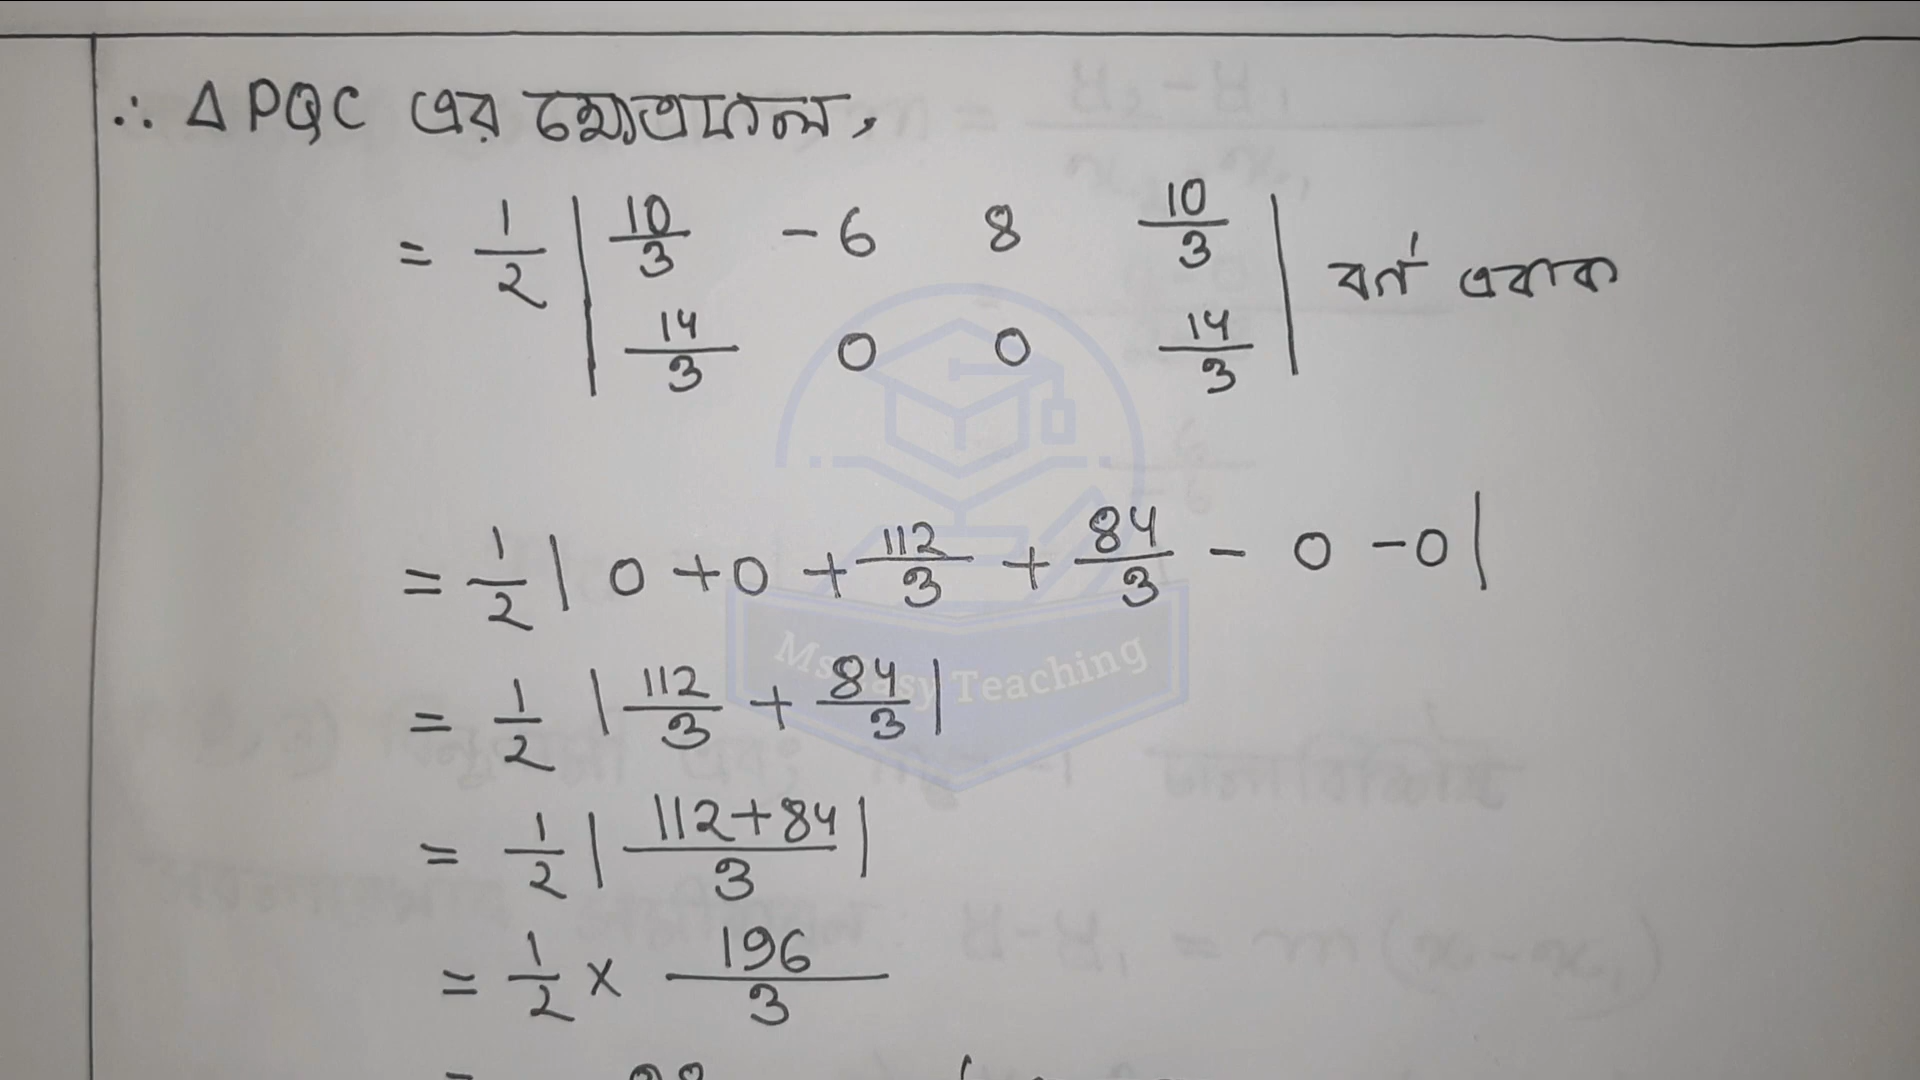 ∴ Δ PQC এর ক্ষেত্রফল,
= 1/2 | 10/3 -6 8 10/3 | বর্গ একক
14/3 0 0 14/3
= 1/2 | 0 + 0 + 112/3 + 84/3 - 0 - 0 |
= 1/2 | 112/3 + 84/3 |
= 1/2 | 112+84/3 |
= 1/2 × 196/3
Teaching